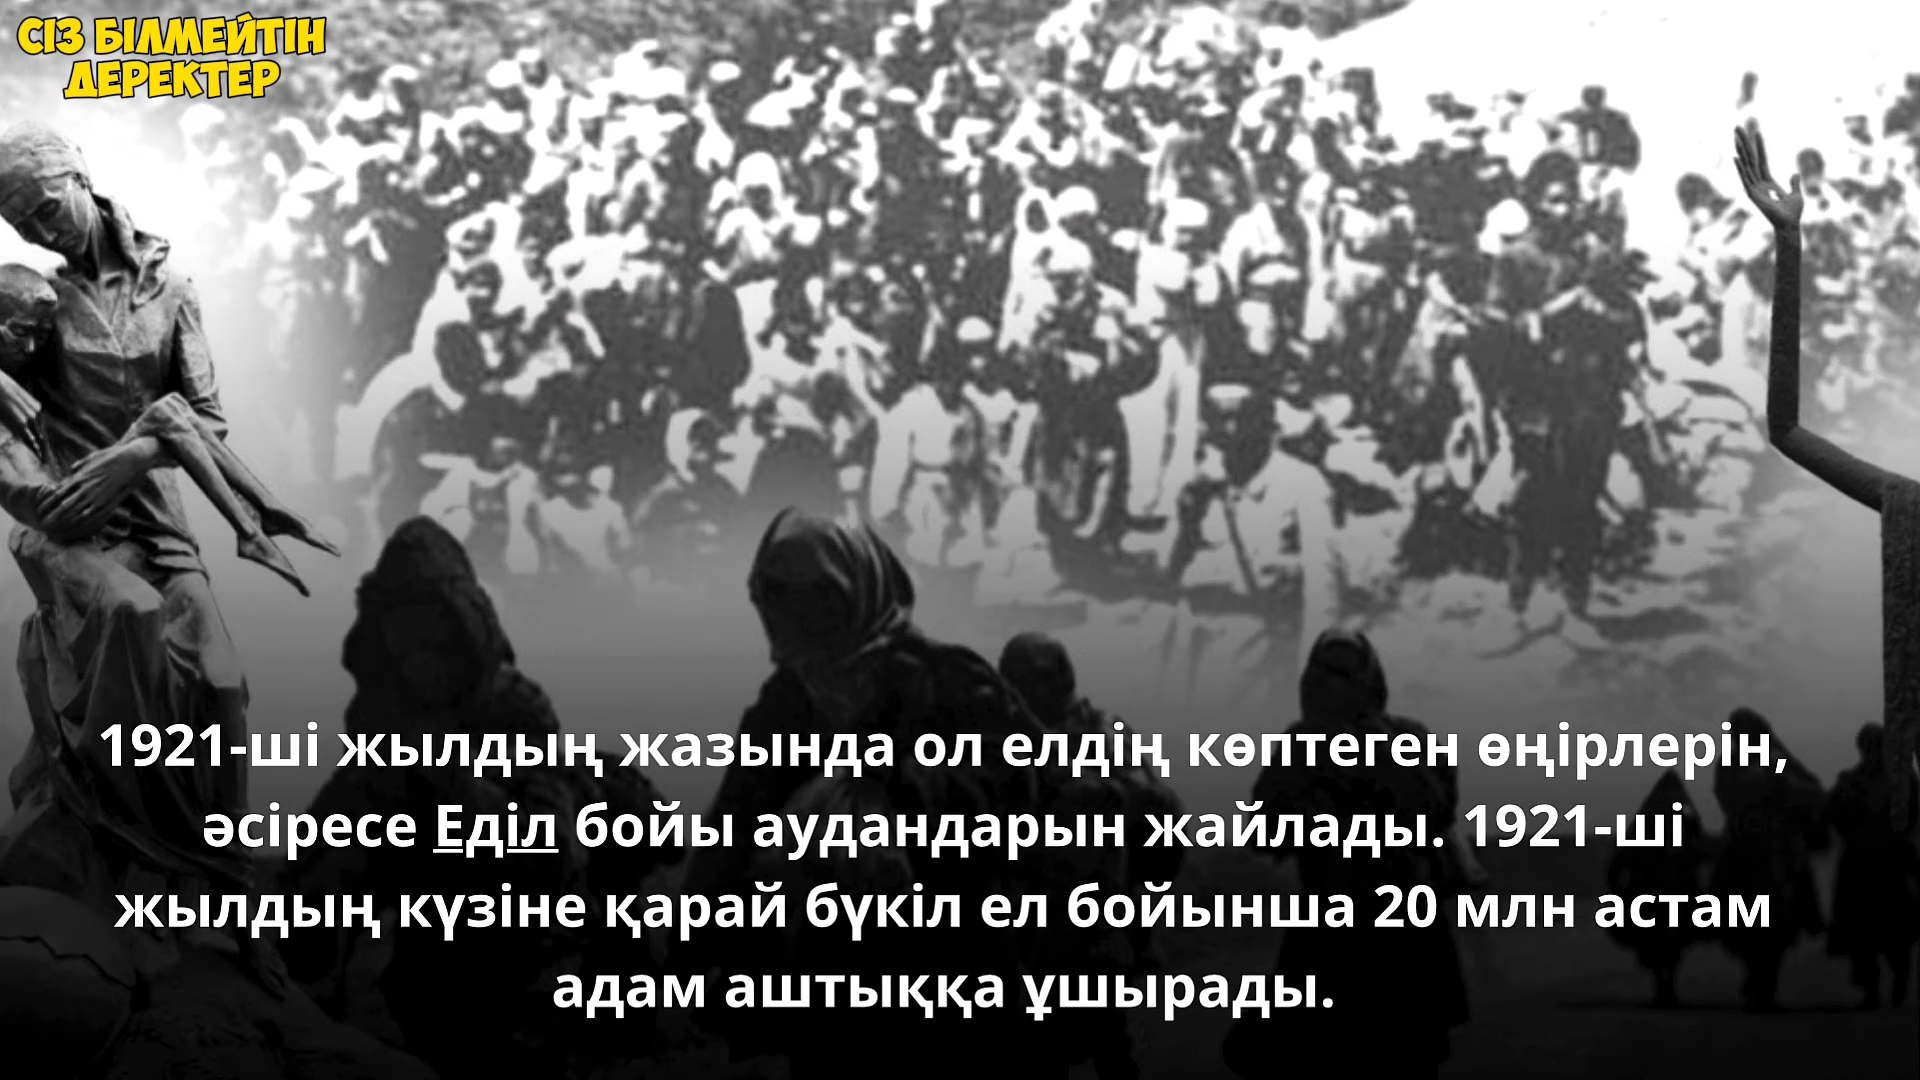 СІЗ БІЛМЕЙТІН
ДЕРЕКТЕР
1921-ші жылдың жазында ол елдің көптеген өңірлерін,
әсіресе Еділ бойы аудандарын жайлады. 1921-ші
жылдың күзіне қарай бүкіл ел бойынша 20 млн астам
адам аштыққа ұшырады.